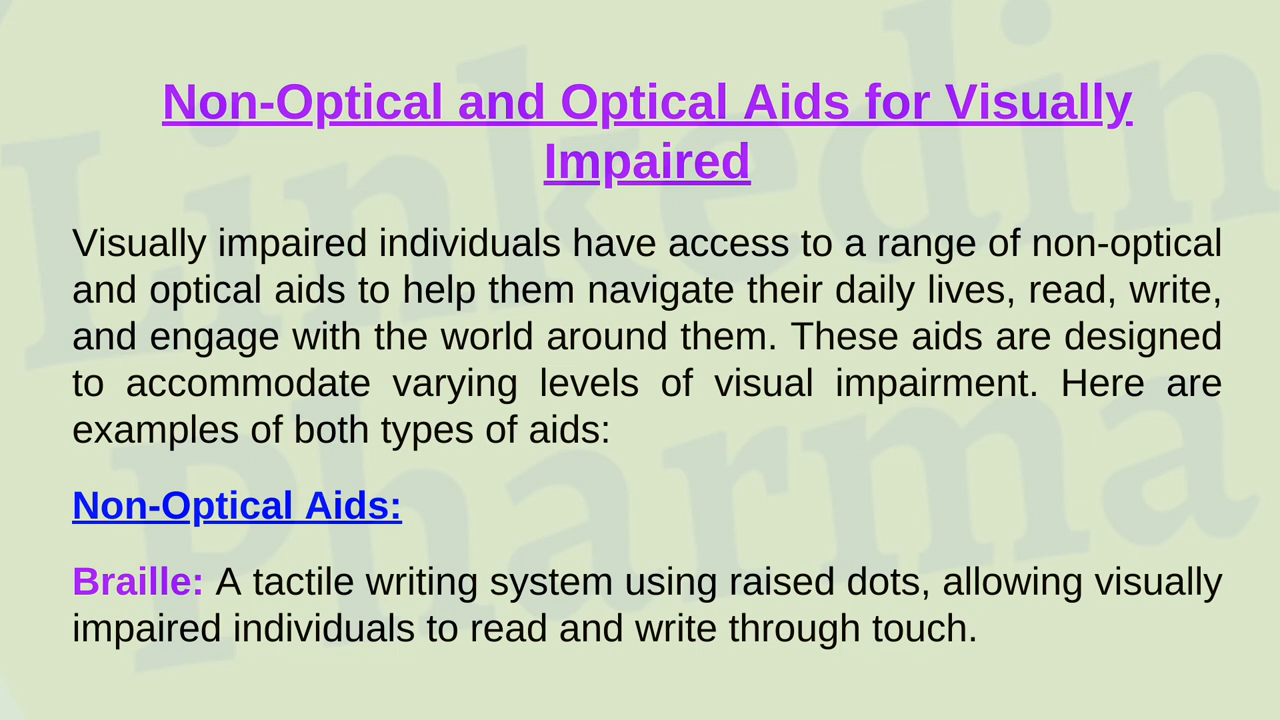 Non-Optical and Optical Aids for Visually
Impaired
Visually impaired individuals have access to a range of non-optical
and optical aids to help them navigate their daily lives, read, write,
and engage with the world around them. These aids are designed
to accommodate varying levels of visual impairment. Here are
examples of both types of aids:
Non-Optical Aids:
Braille: A tactile writing system using raised dots, allowing visually
impaired individuals to read and write through touch.
Linkedin
Pharma